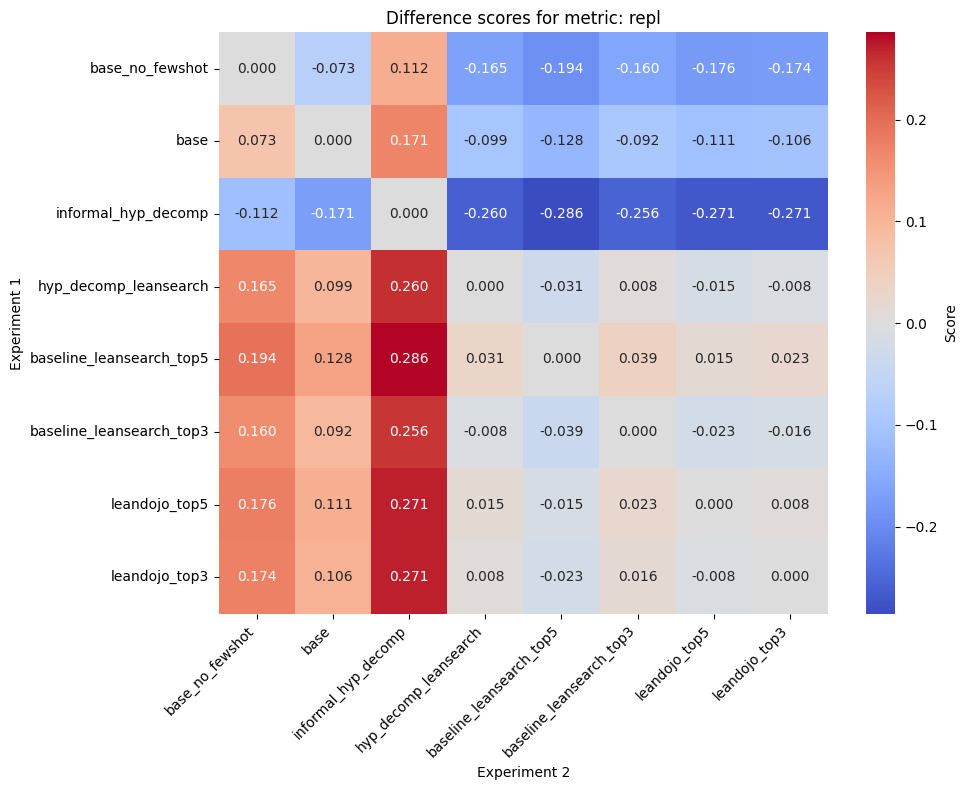 Difference scores for metric: repl
Experiment 1
base_no_fewshot 0.000 -0.073 0.112 -0.165 -0.194 -0.160 -0.176 -0.174
base 0.073 0.000 0.171 -0.099 -0.128 -0.092 -0.111 -0.106
informal_hyp_decomp -0.112 -0.171 0.000 -0.260 -0.286 -0.256 -0.271 -0.271
hyp_decomp_leansearch 0.165 0.099 0.260 0.000 -0.031 0.008 -0.015 -0.008
baseline_leansearch_top5 0.194 0.128 0.286 0.031 0.000 0.039 0.015 0.023
baseline_leansearch_top3 0.160 0.092 0.256 -0.008 -0.039 0.000 -0.023 -0.016
leandojo_top5 0.176 0.111 0.271 0.015 -0.015 0.023 0.000 0.008
leandojo_top3 0.174 0.106 0.271 0.008 -0.023 0.016 -0.008 0.000
base_no_fewshot
base
informal_hyp_decomp
hyp_decomp_leansearch
baseline_leansearch_top5
baseline_leansearch_top3
leandojo_top5
leandojo_top3
Experiment 2
0.2
0.1
0.0
−0.1
−0.2
Score